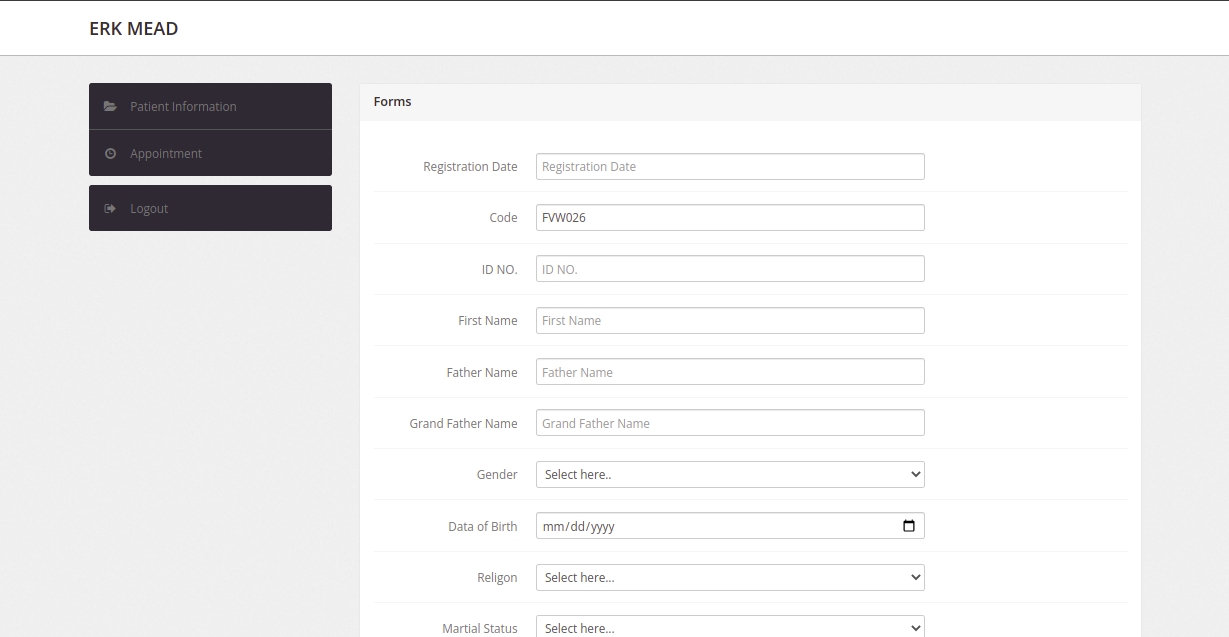 ERK MEAD
Patient Information
Appointment
Logout
Forms
Registration Date Registration Date
Code FVW026
ID NO. ID NO.
First Name First Name
Father Name Father Name
Grand Father Name Grand Father Name
Gender Select here..
Data of Birth mm/dd/yyyy
Religon Select here...
Martial Status Select here...